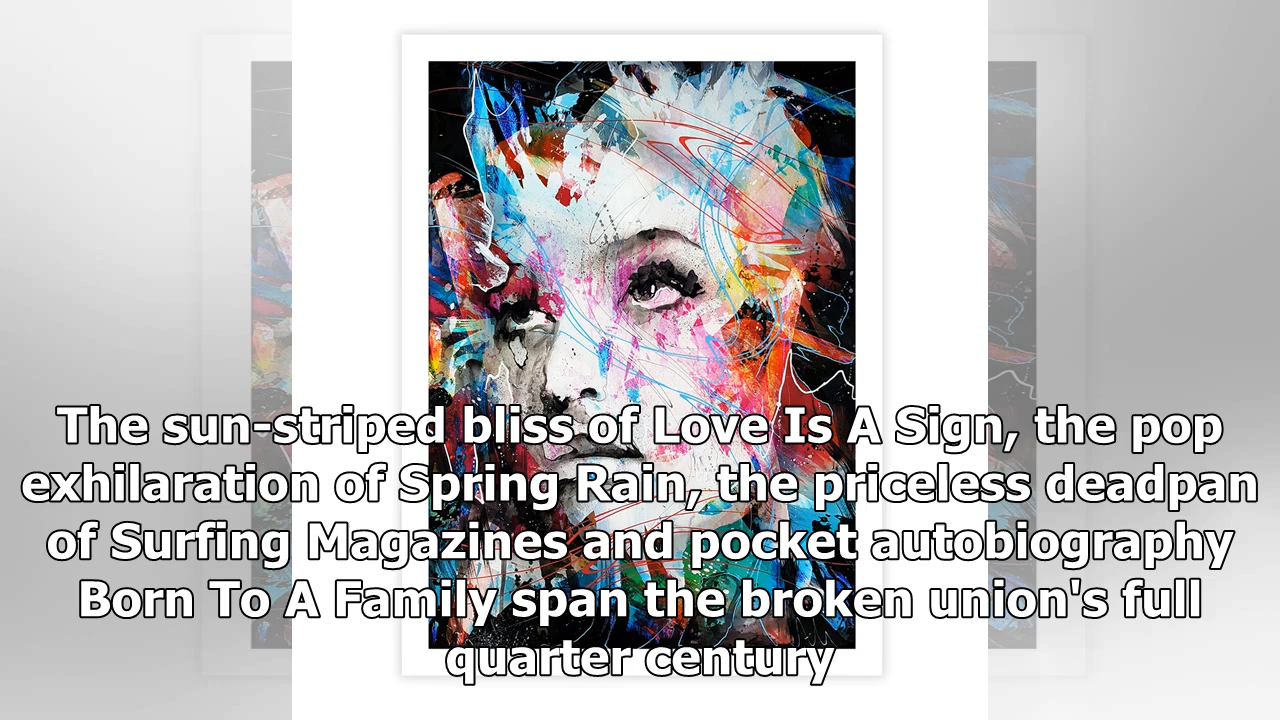 The sun-striped bliss of Love Is A Sign, the pop
exhilaration of Spring Rain, the priceless deadpan
of Surfing Magazines and pocket autobiography
Born To A Family span the broken union's full
quarter century